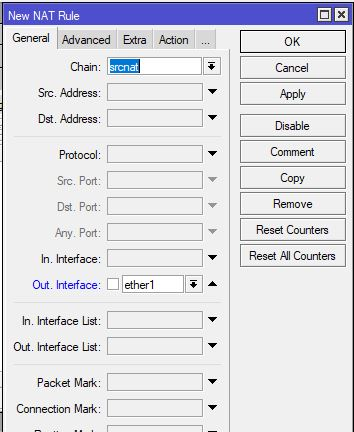 New NAT Rule
General Advanced Extra Action ...
OK
Chain: srcnat
Cancel
Src. Address:
Apply
Dst. Address:
Disable
Protocol:
Comment
Src. Port:
Copy
Dst. Port:
Remove
Any. Port:
Reset Counters
In. Interface:
Reset All Counters
Out. Interface: ether1
In. Interface List:
Out. Interface List:
Packet Mark:
Connection Mark: